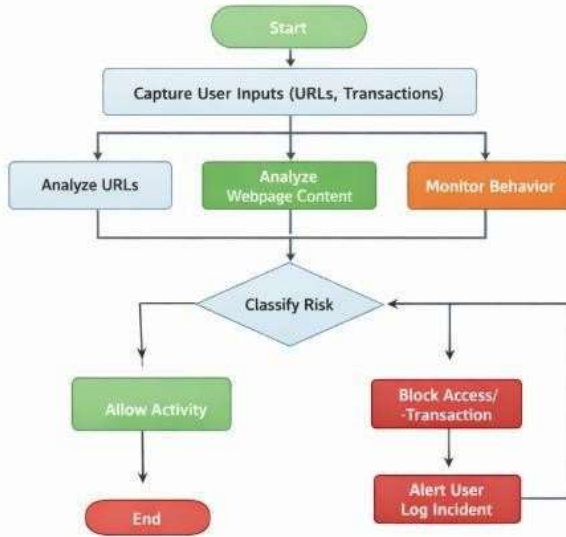 Start
Capture User Inputs (URLs, Transactions)
Analyze URLs
Analyze
Webpage Content
Monitor Behavior
Classify Risk
Allow Activity
Block Access/
-Transaction
End
Alert User
Log Incident